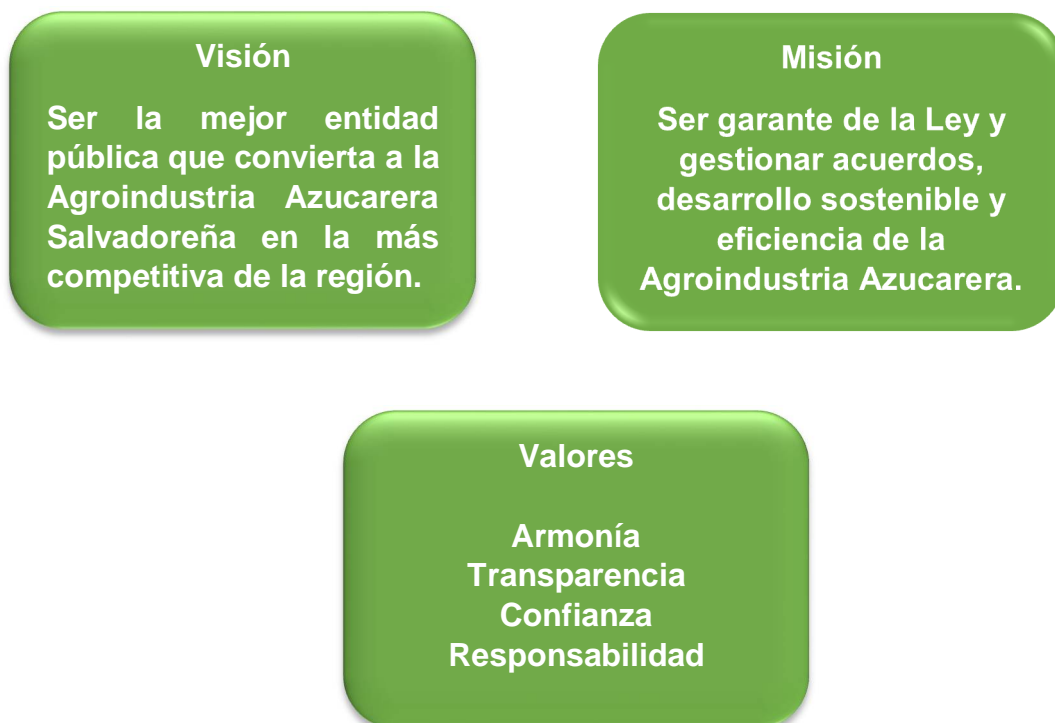 Visión
Ser la mejor entidad
pública que convierta a la
Agroindustria Azucarera
Salvadoreña en la más
competitiva de la región.
Misión
Ser garante de la Ley y
gestionar acuerdos,
desarrollo sostenible y
eficiencia de la
Agroindustria Azucarera.
Valores
Armonía
Transparencia
Confianza
Responsabilidad